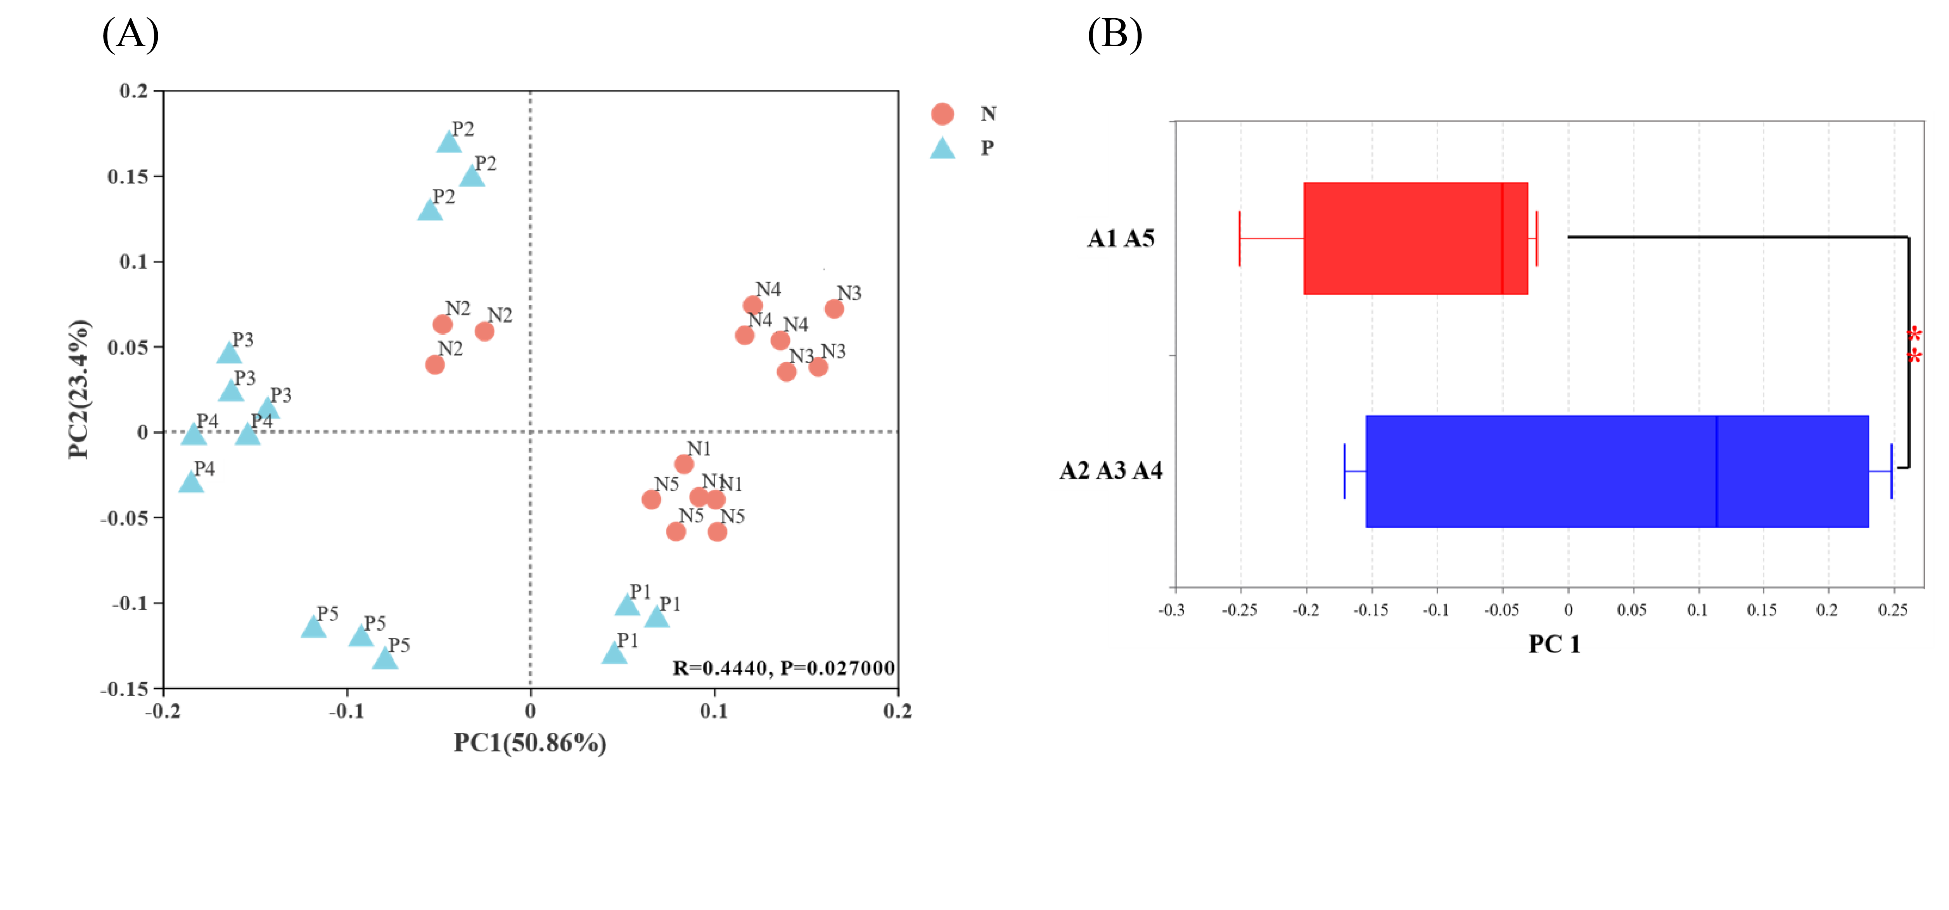 (A)
(B)
N
P
0.2
0.15
0.1
0.05
0
-0.05
-0.1
-0.15
PC2(23.4%)
P2
P2
P2
N4
N3
N4
N4
N3
N3
N2
N2
N2
P3
P3
P3
P4
P4
P4
N1
N5
N1
N1
N5
N5
P1
P1
P1
P5
P5
P5
R=0.4440, P=0.027000
-0.2
-0.1
0
0.1
0.2
PC1(50.86%)
A1 A5
**
A2 A3 A4
-0.3
-0.25
-0.2
-0.15
-0.1
-0.05
0
0.05
0.1
0.15
0.2
0.25
PC 1